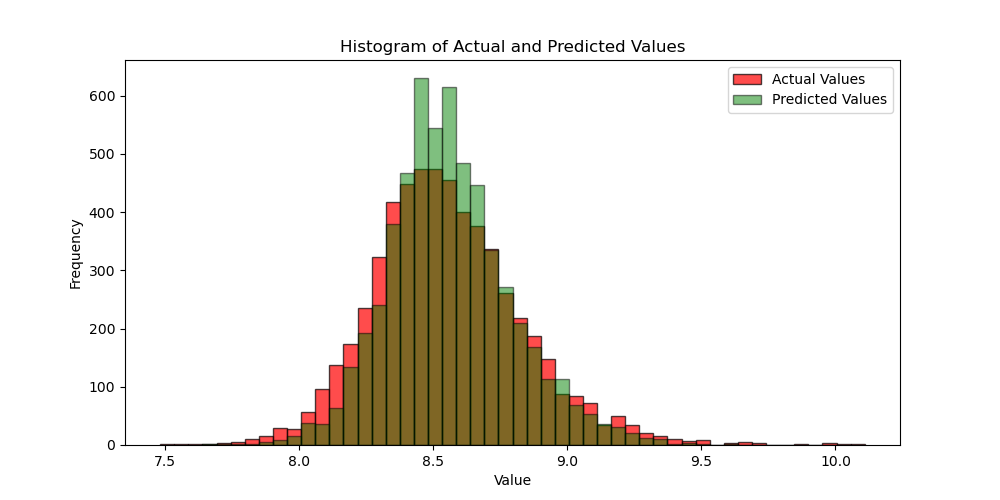 Histogram of Actual and Predicted Values
Actual Values
Predicted Values
600
500
400
300
200
100
0
Frequency
7.5 8.0 8.5 9.0 9.5 10.0
Value